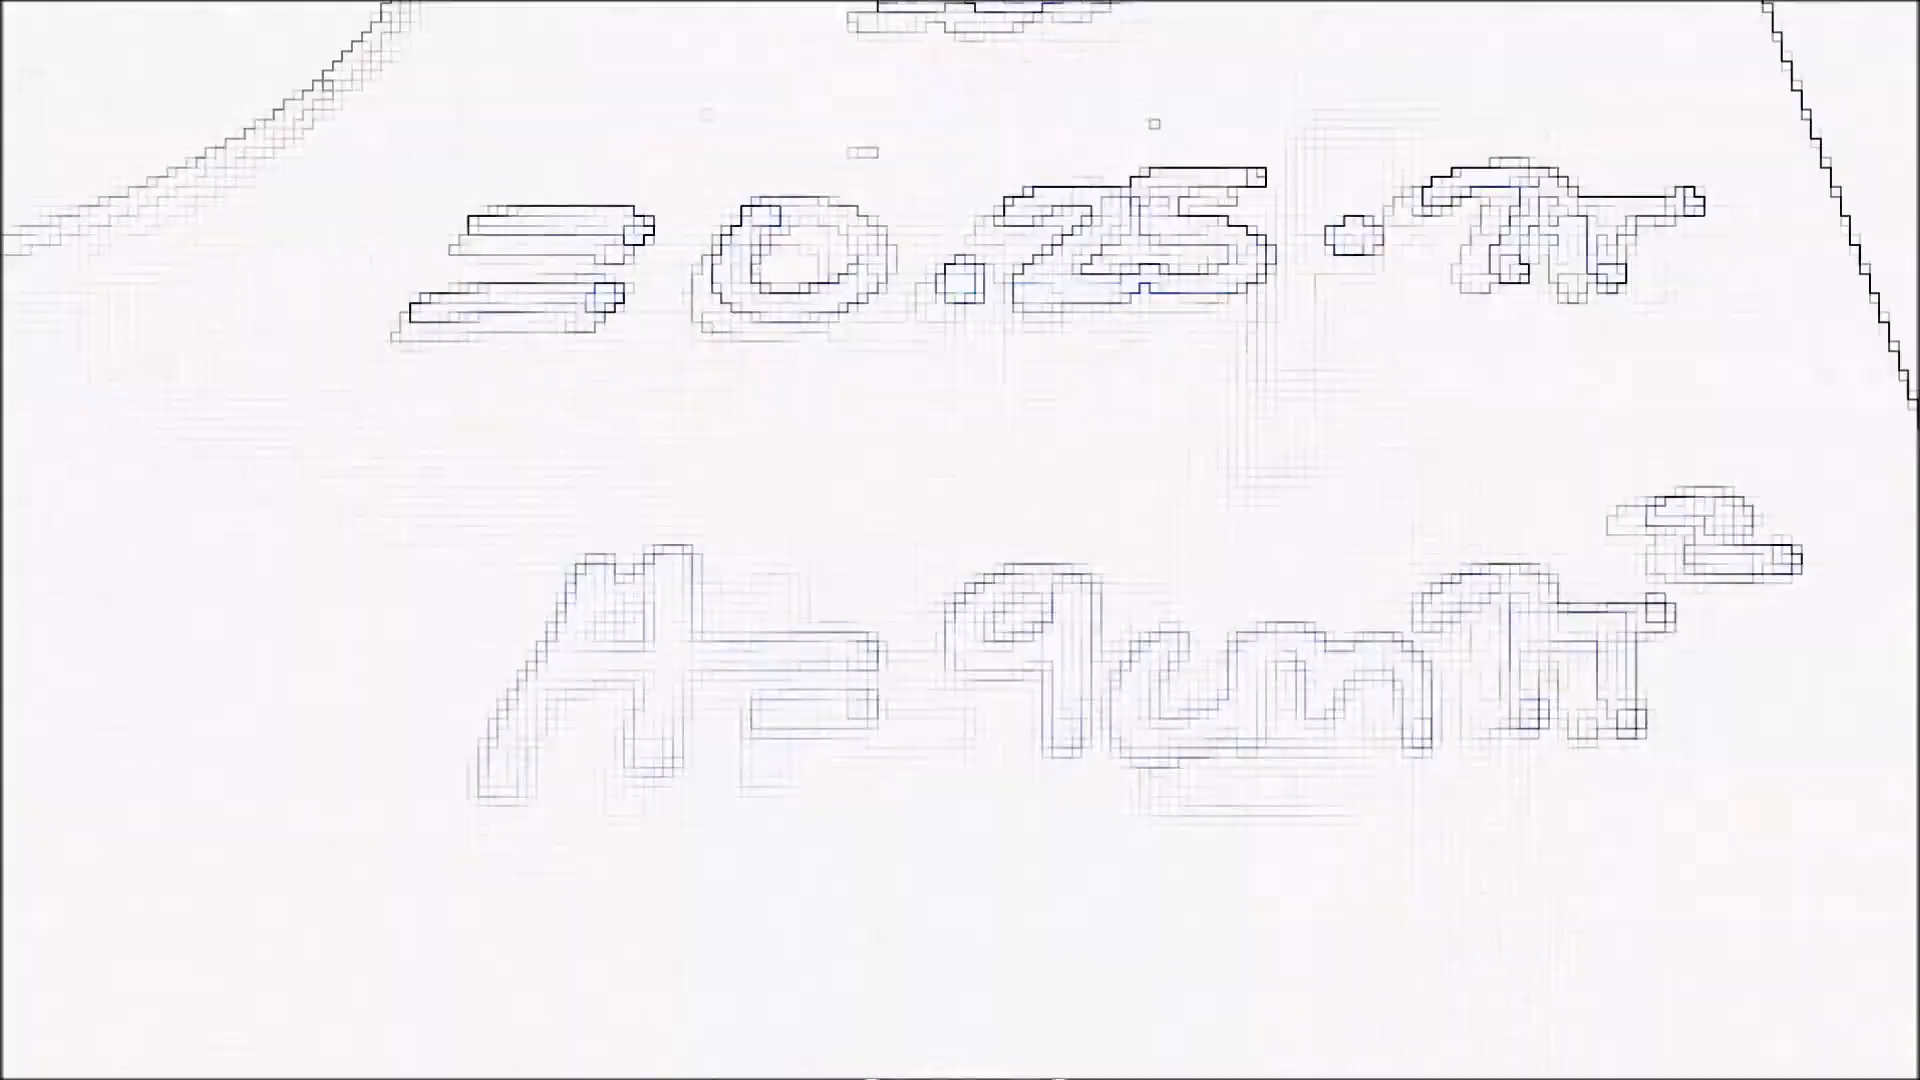 = 0.25 · π
A = 9cm π²